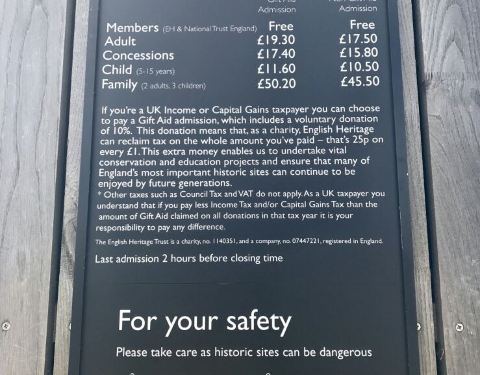 Admission Admission
Members (EH & National Trust England) Free Free
Adult £19.30 £17.50
Concessions £17.40 £15.80
Child (5-15 years) £11.60 £10.50
Family (2 adults, 3 children) £50.20 £45.50
If you're a UK Income or Capital Gains taxpayer you can choose
to pay a Gift Aid admission, which includes a voluntary donation
of 10%. This donation means that, as a charity, English Heritage
can reclaim tax on the whole amount you've paid – that's 25p on
every £1. This extra money enables us to undertake vital
conservation and education projects and ensure that many of
England's most important historic sites can continue to be
enjoyed by future generations.
* Other taxes such as Council Tax and VAT do not apply. As a UK taxpayer you
understand that if you pay less Income Tax and/or Capital Gains Tax than the
amount of Gift Aid claimed on all donations in that tax year it is your
responsibility to pay any difference.
The English Heritage Trust is a charity, no. 1140351, and a company, no. 07447221, registered in England.
Last admission 2 hours before closing time
For your safety
Please take care as historic sites can be dangerous